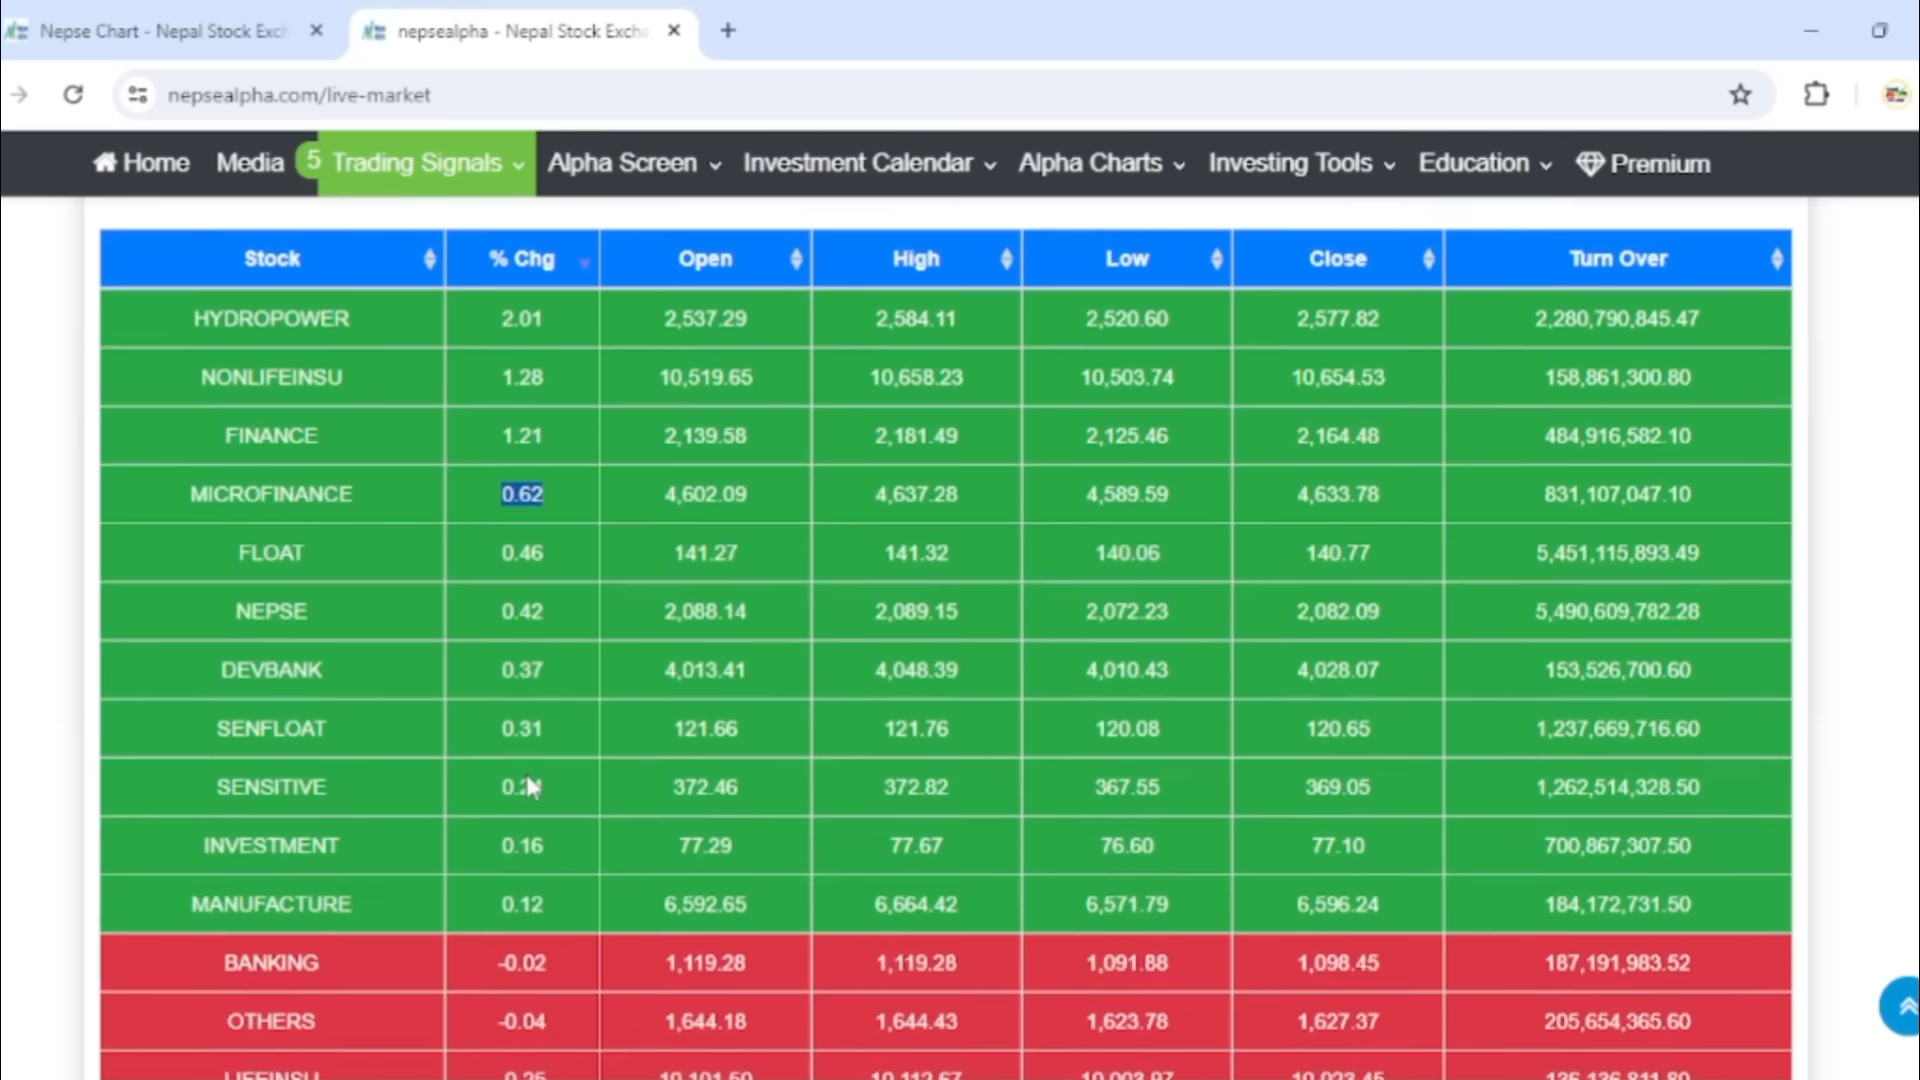 Nepse Chart - Nepal Stock Exch
nepsealpha - Nepal Stock Excha
nepsealpha.com/live-market
Home Media 5 Trading Signals Alpha Screen Investment Calendar Alpha Charts Investing Tools Education Premium
Stock % Chg Open High Low Close Turn Over
HYDROPOWER 2.01 2,537.29 2,584.11 2,520.60 2,577.82 2,280,790,845.47
NONLIFEINSU 1.28 10,519.65 10,658.23 10,503.74 10,654.53 158,861,300.80
FINANCE 1.21 2,139.58 2,181.49 2,125.46 2,164.48 484,916,582.10
MICROFINANCE 0.62 4,602.09 4,637.28 4,589.59 4,633.78 831,107,047.10
FLOAT 0.46 141.27 141.32 140.06 140.77 5,451,115,893.49
NEPSE 0.42 2,088.14 2,089.15 2,072.23 2,082.09 5,490,609,782.28
DEVBANK 0.37 4,013.41 4,048.39 4,010.43 4,028.07 153,526,700.60
SENFLOAT 0.31 121.66 121.76 120.08 120.65 1,237,669,716.60
SENSITIVE 372.46 372.82 367.55 369.05 1,262,514,328.50
INVESTMENT 0.16 77.29 77.67 76.60 77.10 700,867,307.50
MANUFACTURE 0.12 6,592.65 6,664.42 6,571.79 6,596.24 184,172,731.50
BANKING -0.02 1,119.28 1,119.28 1,091.88 1,098.45 187,191,983.52
OTHERS -0.04 1,644.18 1,644.43 1,623.78 1,627.37 205,654,365.60